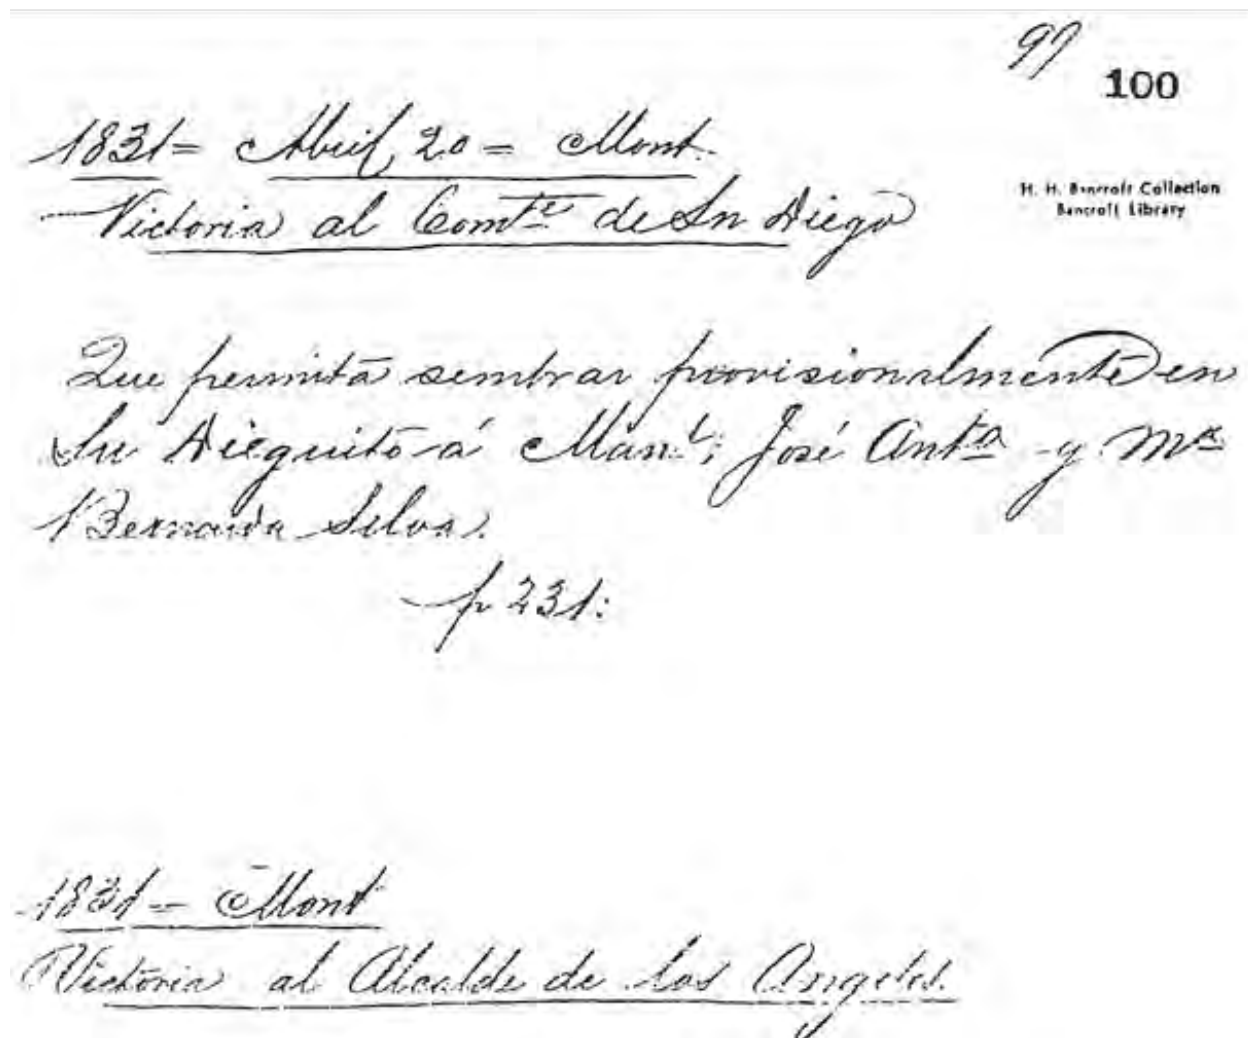 97
100
1831 = Abril, 20 = Mont.
H. H. Bancroft Collection
Bancroft Library
Victoria al Comte de Sn Diego
Que permita sembrar provisionalmente en
Sn Dieguito á Manl; José Anto y Ma
Bernarda Silva.
p 231:
1831 = Mont
Victoria al Alcalde de Los Angeles.